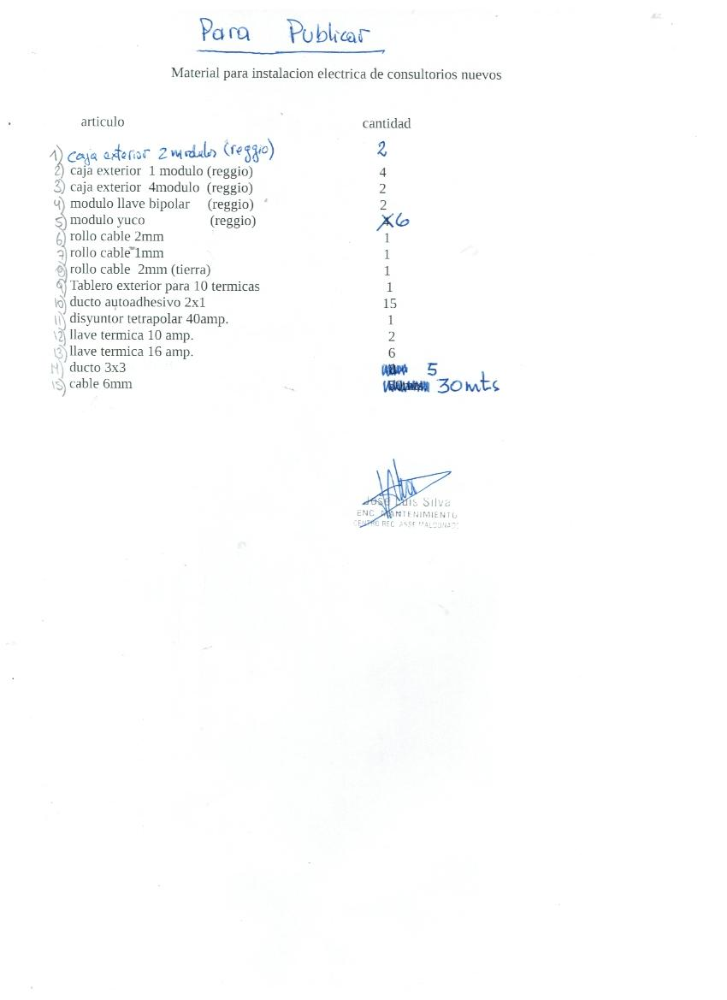 Para Publicar
Material para instalacion electrica de consultorios nuevos
articulo cantidad
1) caja exterior 2 modulos (reggio) 2
2) caja exterior 1 modulo (reggio) 4
3) caja exterior 4modulo (reggio) 2
4) modulo llave bipolar (reggio) 2
5) modulo yuco (reggio) 6
6) rollo cable 2mm 1
7) rollo cable 1mm 1
8) rollo cable 2mm (tierra) 1
9) Tablero exterior para 10 termicas 1
10) ducto autoadhesivo 2x1 15
11) disyuntor tetrapolar 40amp. 1
12) llave termica 10 amp. 2
13) llave termica 16 amp. 6
14) ducto 3x3 5
15) cable 6mm 30mts
Jose Luis Silva
ENC. MANTENIMIENTO
CENTRO REC. ASSE MALDONADO